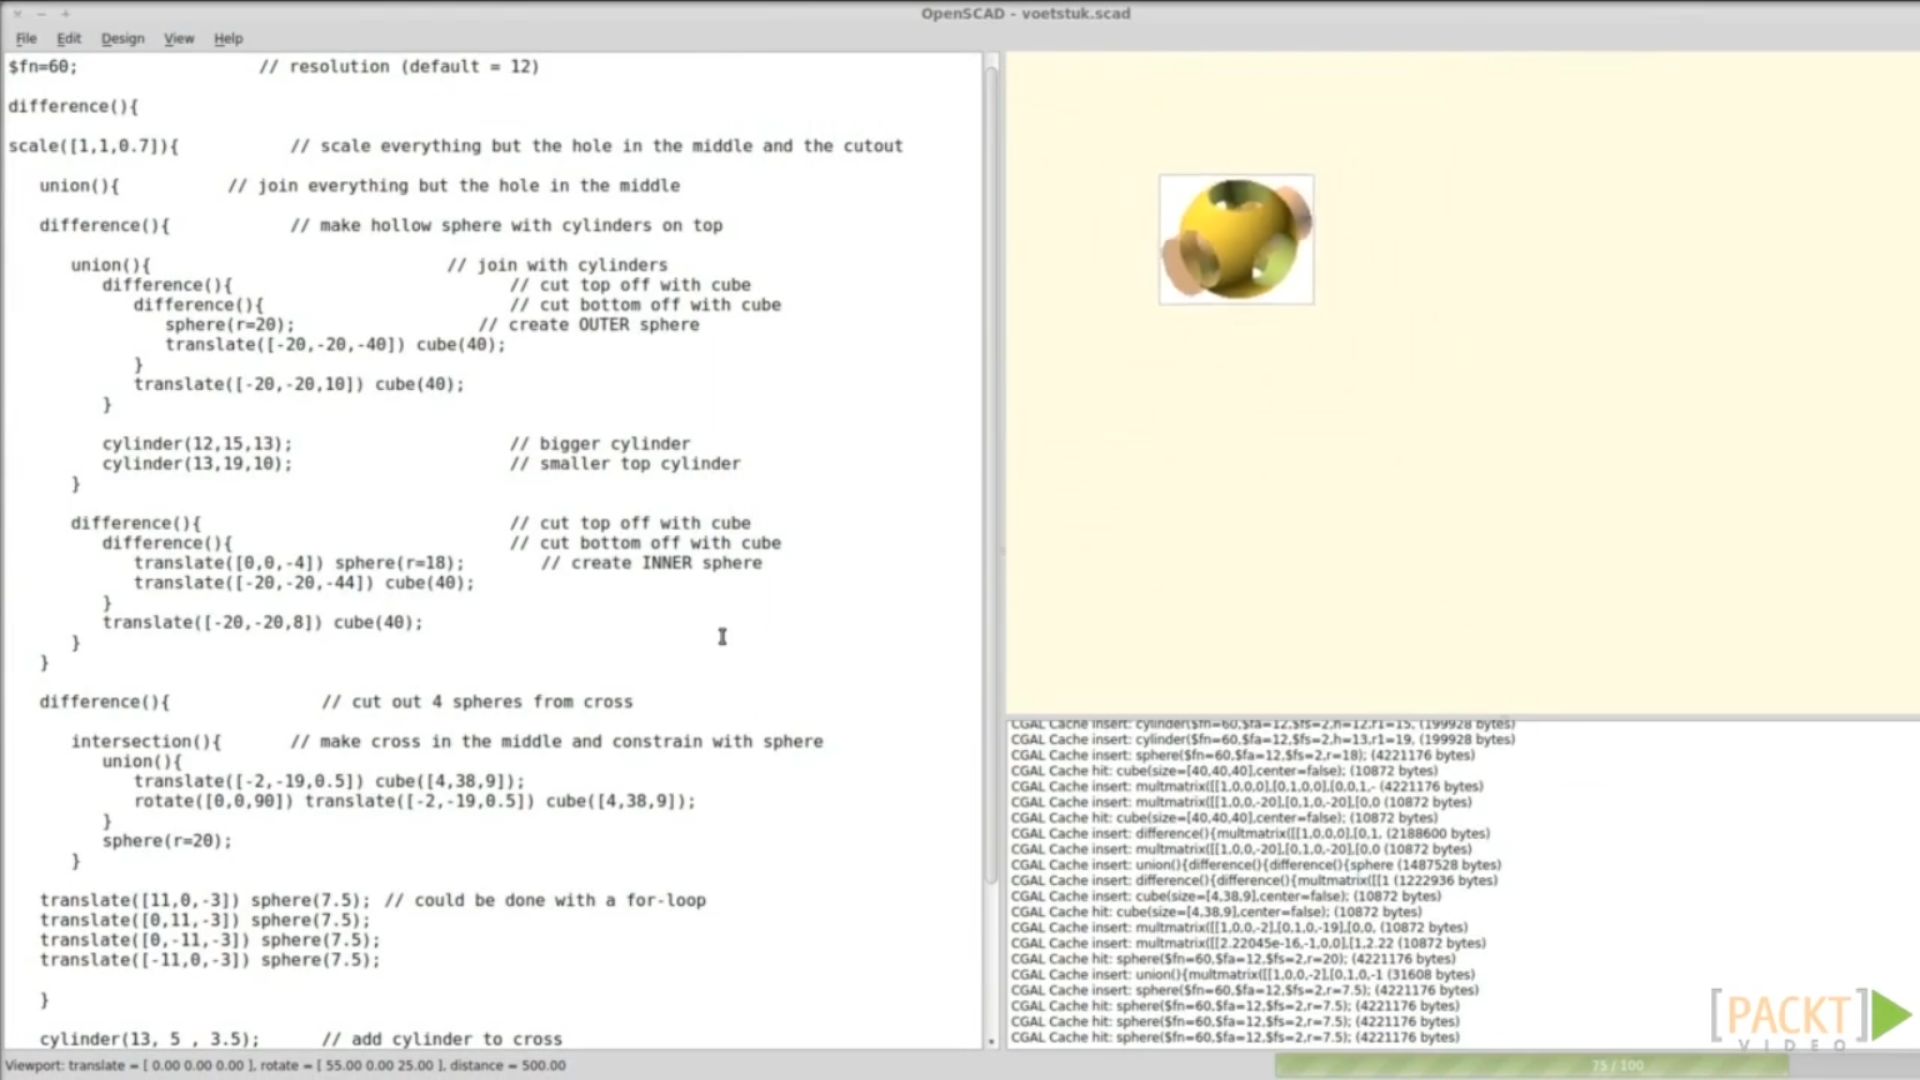 OpenSCAD - voetstuk.scad
File Edit Design View Help
$fn=60; // resolution (default = 12)
difference(){
scale([1,1,0.7]){ // scale everything but the hole in the middle and the cutout
union(){ // join everything but the hole in the middle
difference(){ // make hollow sphere with cylinders on top
union(){ // join with cylinders
difference(){ // cut top off with cube
difference(){ // cut bottom off with cube
sphere(r=20); // create OUTER sphere
translate([-20,-20,-40]) cube(40);
}
translate([-20,-20,10]) cube(40);
}
cylinder(12,15,13); // bigger cylinder
cylinder(13,19,10); // smaller top cylinder
}
difference(){ // cut top off with cube
difference(){ // cut bottom off with cube
translate([0,0,-4]) sphere(r=18); // create INNER sphere
translate([-20,-20,-44]) cube(40);
}
translate([-20,-20,8]) cube(40);
}
}
difference(){ // cut out 4 spheres from cross
intersection(){ // make cross in the middle and constrain with sphere
union(){
translate([-2,-19,0.5]) cube([4,38,9]);
rotate([0,0,90]) translate([-2,-19,0.5]) cube([4,38,9]);
}
sphere(r=20);
}
translate([11,0,-3]) sphere(7.5); // could be done with a for-loop
translate([0,11,-3]) sphere(7.5);
translate([0,-11,-3]) sphere(7.5);
translate([-11,0,-3]) sphere(7.5);
}
cylinder(13, 5 , 3.5); // add cylinder to cross
CGAL Cache insert: cylinder($fn=60,$fa=12,$fs=2,h=12,r1=15, (199928 bytes)
CGAL Cache insert: cylinder($fn=60,$fa=12,$fs=2,h=13,r1=19, (199928 bytes)
CGAL Cache insert: sphere($fn=60,$fa=12,$fs=2,r=18); (4221176 bytes)
CGAL Cache hit: cube(size=[40,40,40],center=false); (10872 bytes)
CGAL Cache insert: multmatrix([[1,0,0,0],[0,1,0,0],[0,0,1,- (4221176 bytes)
CGAL Cache insert: multmatrix([[1,0,0,-20],[0,1,0,-20],[0,0 (10872 bytes)
CGAL Cache hit: cube(size=[40,40,40],center=false); (10872 bytes)
CGAL Cache insert: difference(){multmatrix([[1,0,0,0],[0,1, (2188600 bytes)
CGAL Cache insert: multmatrix([[1,0,0,-20],[0,1,0,-20],[0,0 (10872 bytes)
CGAL Cache insert: union(){difference(){difference(){sphere (1487528 bytes)
CGAL Cache insert: difference(){difference(){multmatrix([[1 (1222936 bytes)
CGAL Cache insert: cube(size=[4,38,9],center=false); (10872 bytes)
CGAL Cache hit: cube(size=[4,38,9],center=false); (10872 bytes)
CGAL Cache insert: multmatrix([[1,0,0,-2],[0,1,0,-19],[0,0, (10872 bytes)
CGAL Cache insert: multmatrix([[2.22045e-16,-1,0,0],[1,2.22 (10872 bytes)
CGAL Cache hit: sphere($fn=60,$fa=12,$fs=2,r=20); (4221176 bytes)
CGAL Cache insert: union(){multmatrix([[1,0,0,-2],[0,1,0,-1 (31608 bytes)
CGAL Cache insert: sphere($fn=60,$fa=12,$fs=2,r=7.5); (4221176 bytes)
CGAL Cache hit: sphere($fn=60,$fa=12,$fs=2,r=7.5); (4221176 bytes)
CGAL Cache hit: sphere($fn=60,$fa=12,$fs=2,r=7.5); (4221176 bytes)
CGAL Cache hit: sphere($fn=60,$fa=12,$fs=2,r=7.5); (4221176 bytes)
[PACKT]
VIDEO
Viewport: translate = [ 0.00 0.00 0.00 ], rotate = [ 55.00 0.00 25.00 ], distance = 500.00
75 / 100